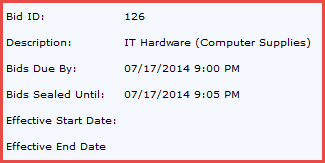 Bid ID: 126
Description: IT Hardware (Computer Supplies)
Bids Due By: 07/17/2014 9:00 PM
Bids Sealed Until: 07/17/2014 9:05 PM
Effective Start Date:
Effective End Date